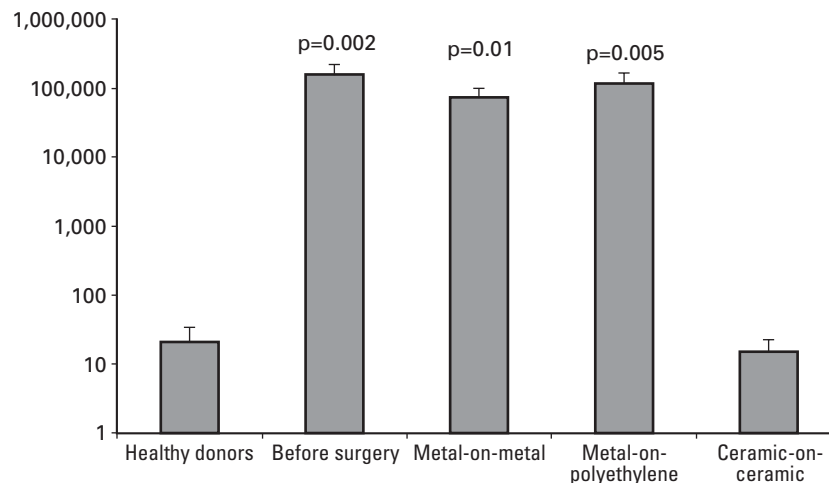 1,000,000
100,000
10,000
1,000
100
10
1
p=0.002
p=0.01
p=0.005
Healthy donors
Before surgery
Metal-on-metal
Metal-on-
polyethylene
Ceramic-on-
ceramic